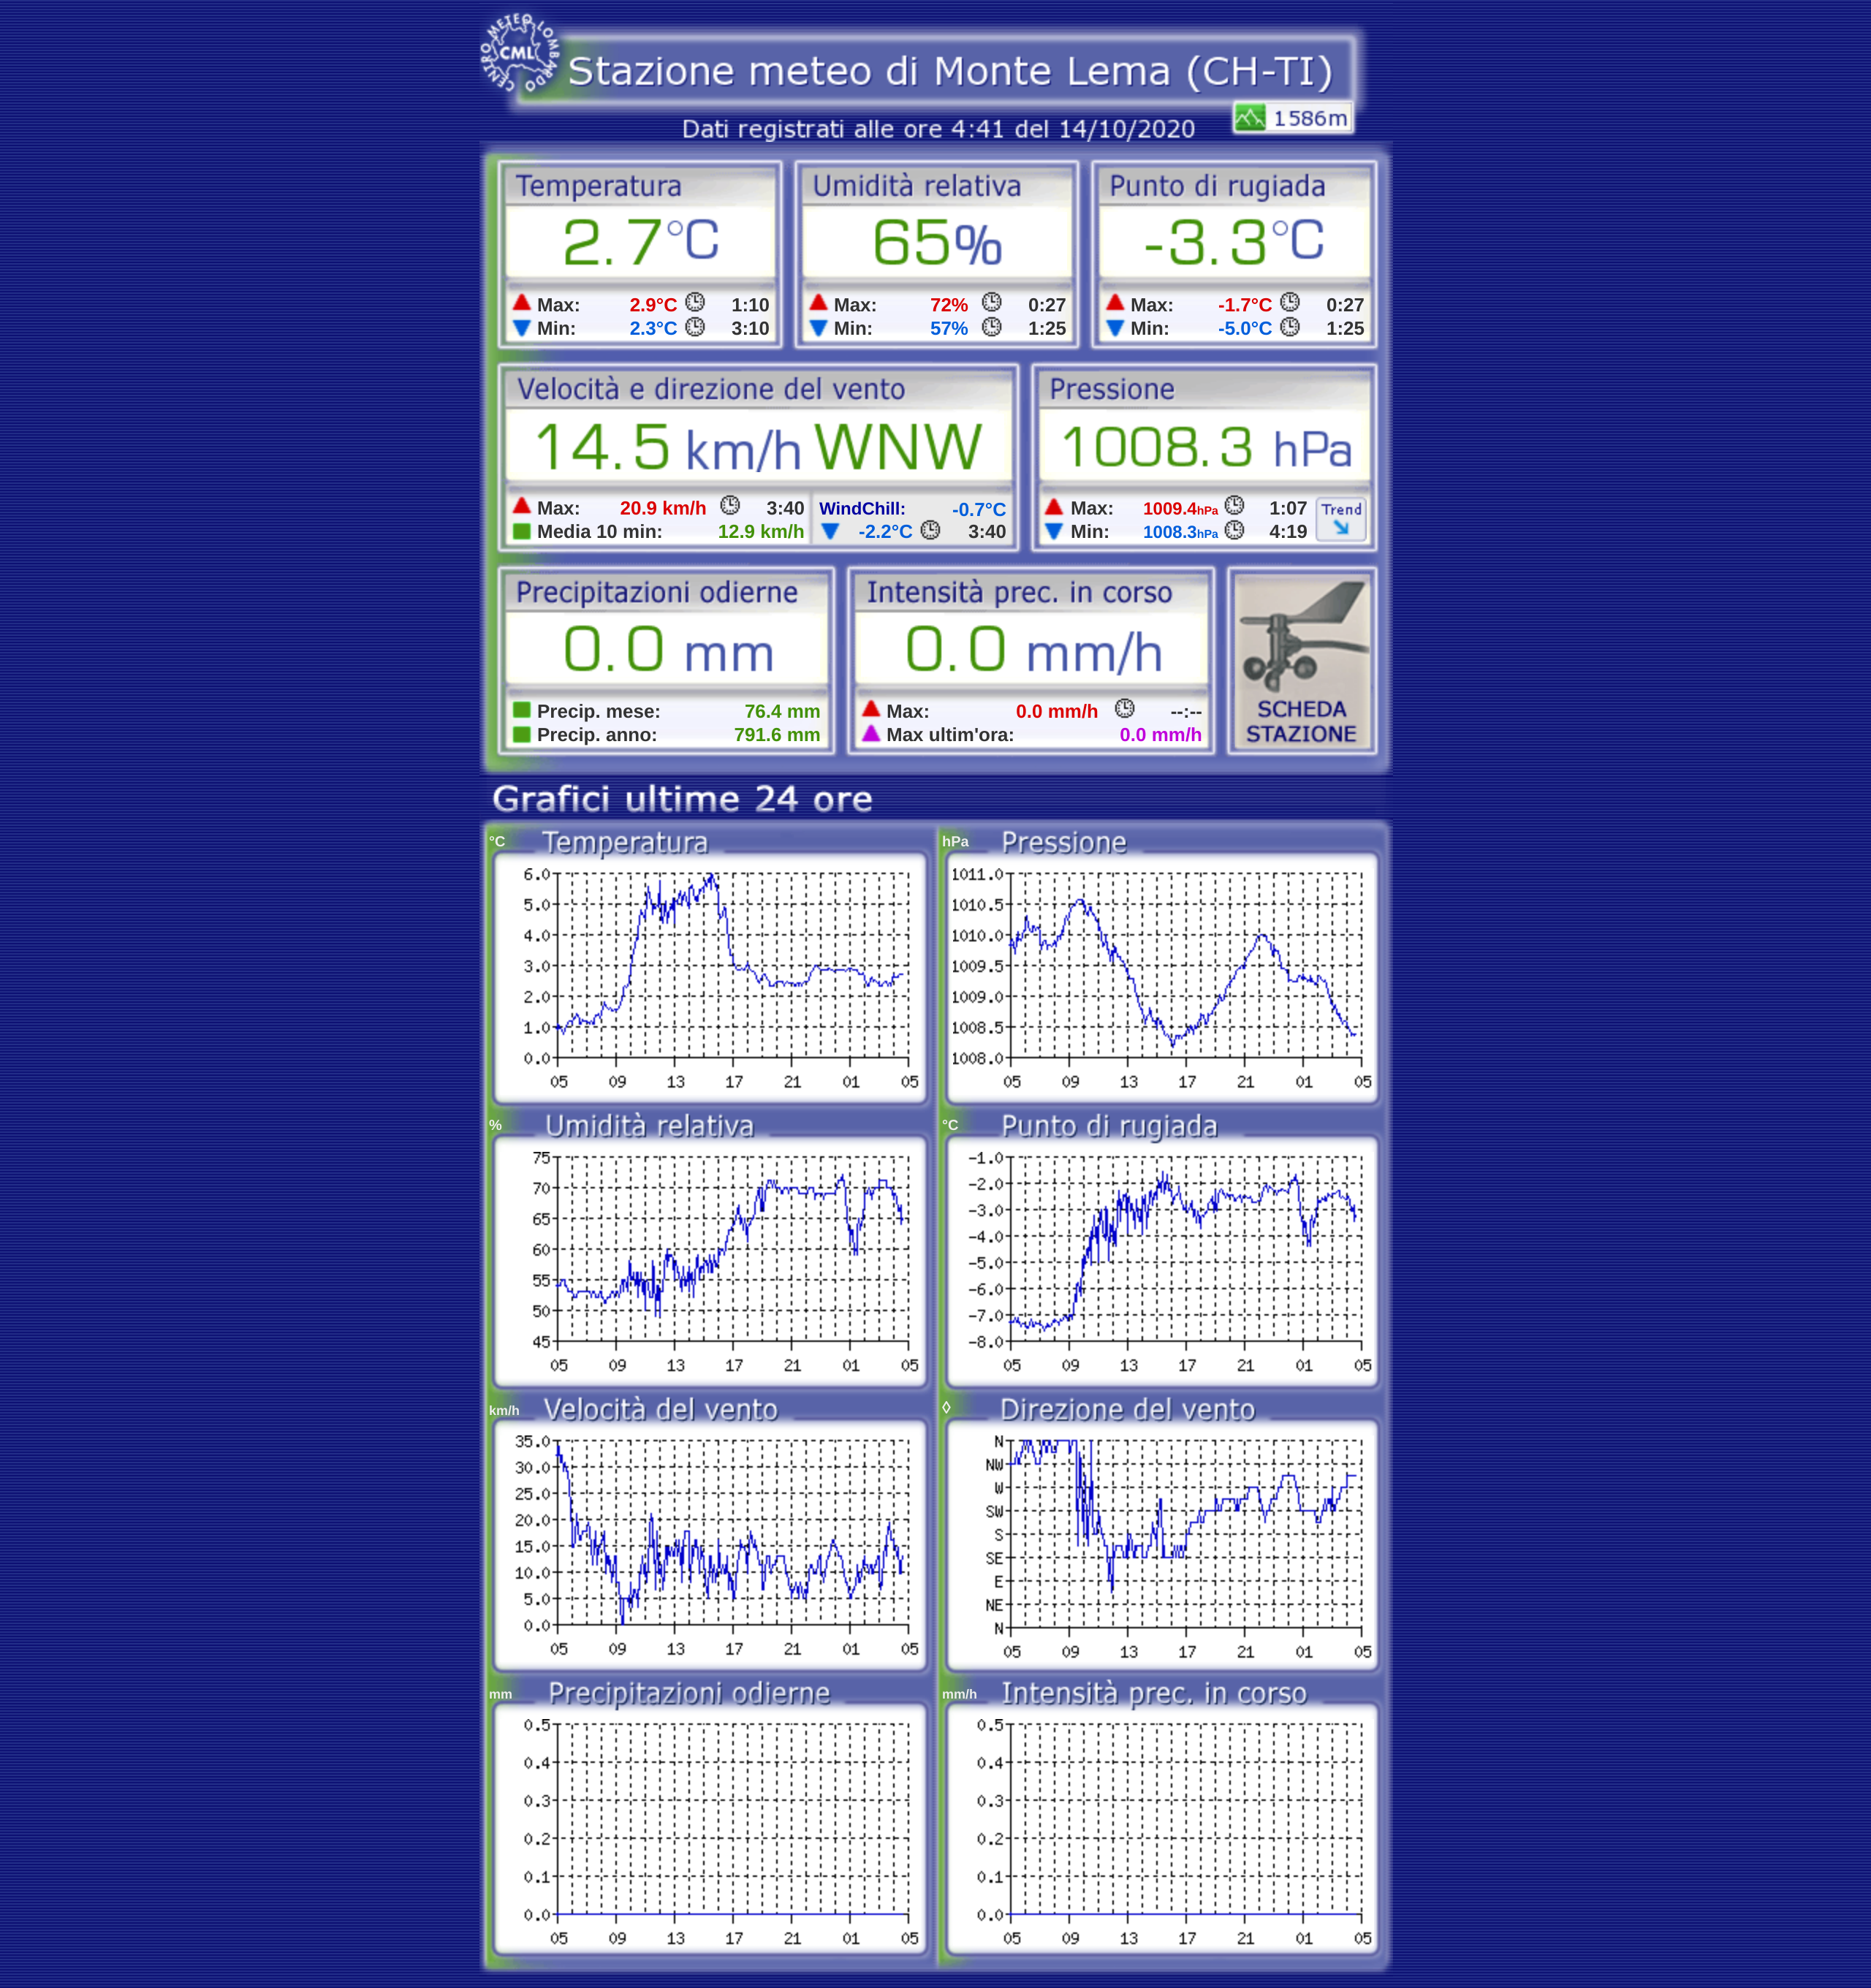 CENTRO METEO LOMBARDO
CML
Stazione meteo di Monte Lema (CH-TI)
1586m
Dati registrati alle ore 4:41 del 14/10/2020
Temperatura Umidità relativa Punto di rugiada
2.7°C 65% -3.3°C
Max: 2.9°C 1:10 Max: 72% 0:27 Max: -1.7°C 0:27
Min: 2.3°C 3:10 Min: 57% 1:25 Min: -5.0°C 1:25
Velocità e direzione del vento Pressione
14.5 km/h WNW 1008.3 hPa
Max: 20.9 km/h 3:40 WindChill: -0.7°C Max: 1009.4hPa 1:07 Trend
Media 10 min: 12.9 km/h -2.2°C 3:40 Min: 1008.3hPa 4:19
Precipitazioni odierne Intensità prec. in corso
0.0 mm 0.0 mm/h
Precip. mese: 76.4 mm Max: 0.0 mm/h --:-- SCHEDA
Precip. anno: 791.6 mm Max ultim'ora: 0.0 mm/h STAZIONE
Grafici ultime 24 ore
°C Temperatura
6.0
5.0
4.0
3.0
2.0
1.0
0.0
05 09 13 17 21 01 05
hPa Pressione
1011.0
1010.5
1010.0
1009.5
1009.0
1008.5
1008.0
05 09 13 17 21 01 05
% Umidità relativa
75
70
65
60
55
50
45
05 09 13 17 21 01 05
°C Punto di rugiada
-1.0
-2.0
-3.0
-4.0
-5.0
-6.0
-7.0
-8.0
05 09 13 17 21 01 05
km/h Velocità del vento
35.0
30.0
25.0
20.0
15.0
10.0
5.0
0.0
05 09 13 17 21 01 05
◊ Direzione del vento
N
NW
W
SW
S
SE
E
NE
N
05 09 13 17 21 01 05
mm Precipitazioni odierne
0.5
0.4
0.3
0.2
0.1
0.0
05 09 13 17 21 01 05
mm/h Intensità prec. in corso
0.5
0.4
0.3
0.2
0.1
0.0
05 09 13 17 21 01 05